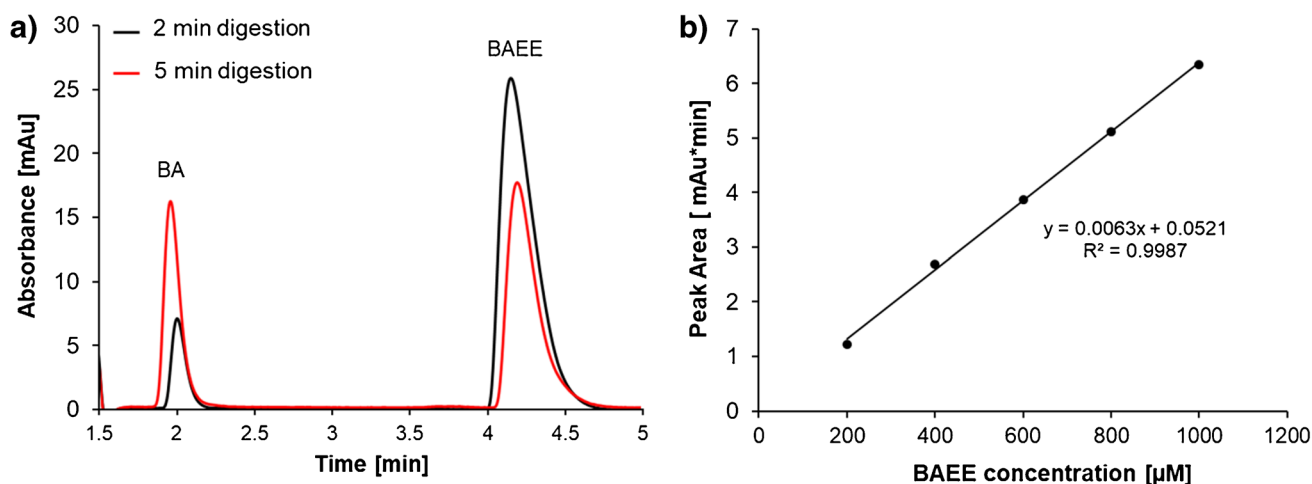 a)
2 min digestion
5 min digestion
BA
BAEE
Absorbance [mAu]
30
25
20
15
10
5
0
1.5 2 2.5 3 3.5 4 4.5 5
Time [min]
b)
Peak Area [ mAu*min]
7
6
5
4
3
2
1
0
y = 0.0063x + 0.0521
R² = 0.9987
0 200 400 600 800 1000 1200
BAEE concentration [µM]